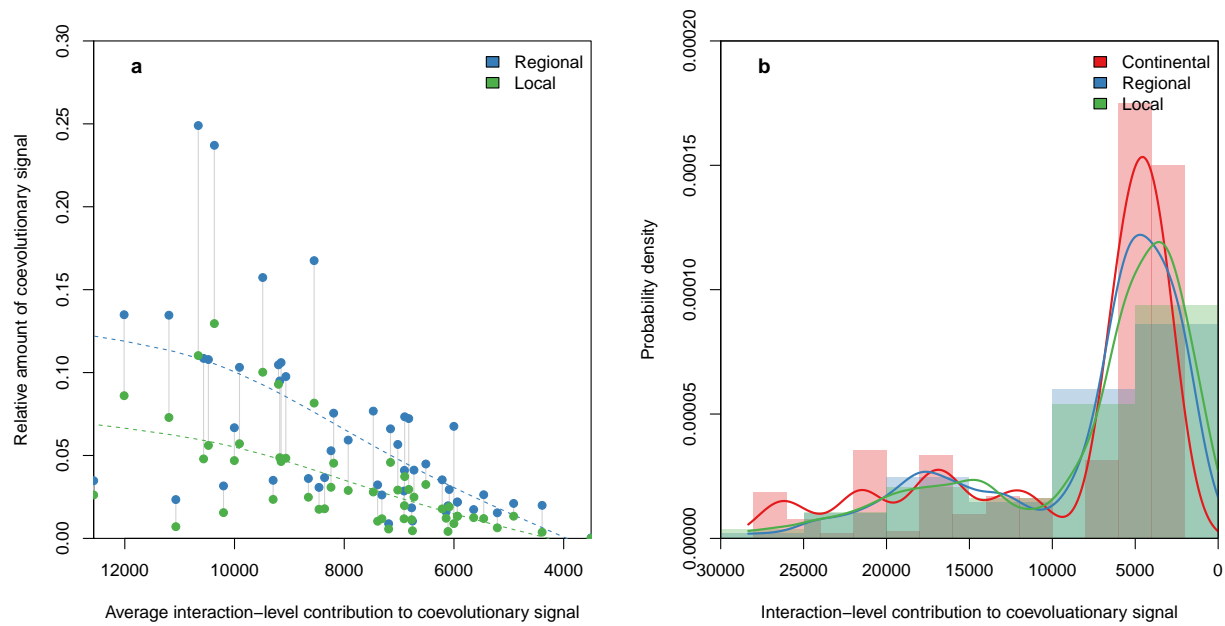 a
Regional
Local
0.30
0.25
0.20
0.15
0.10
0.05
0.00
Relative amount of coevolutionary signal
12000 10000 8000 6000 4000
Average interaction−level contribution to coevolutionary signal
b
Continental
Regional
Local
0.00020
0.00015
0.00010
0.00005
0.00000
Probability density
30000 25000 20000 15000 10000 5000 0
Interaction−level contribution to coevoluationary signal